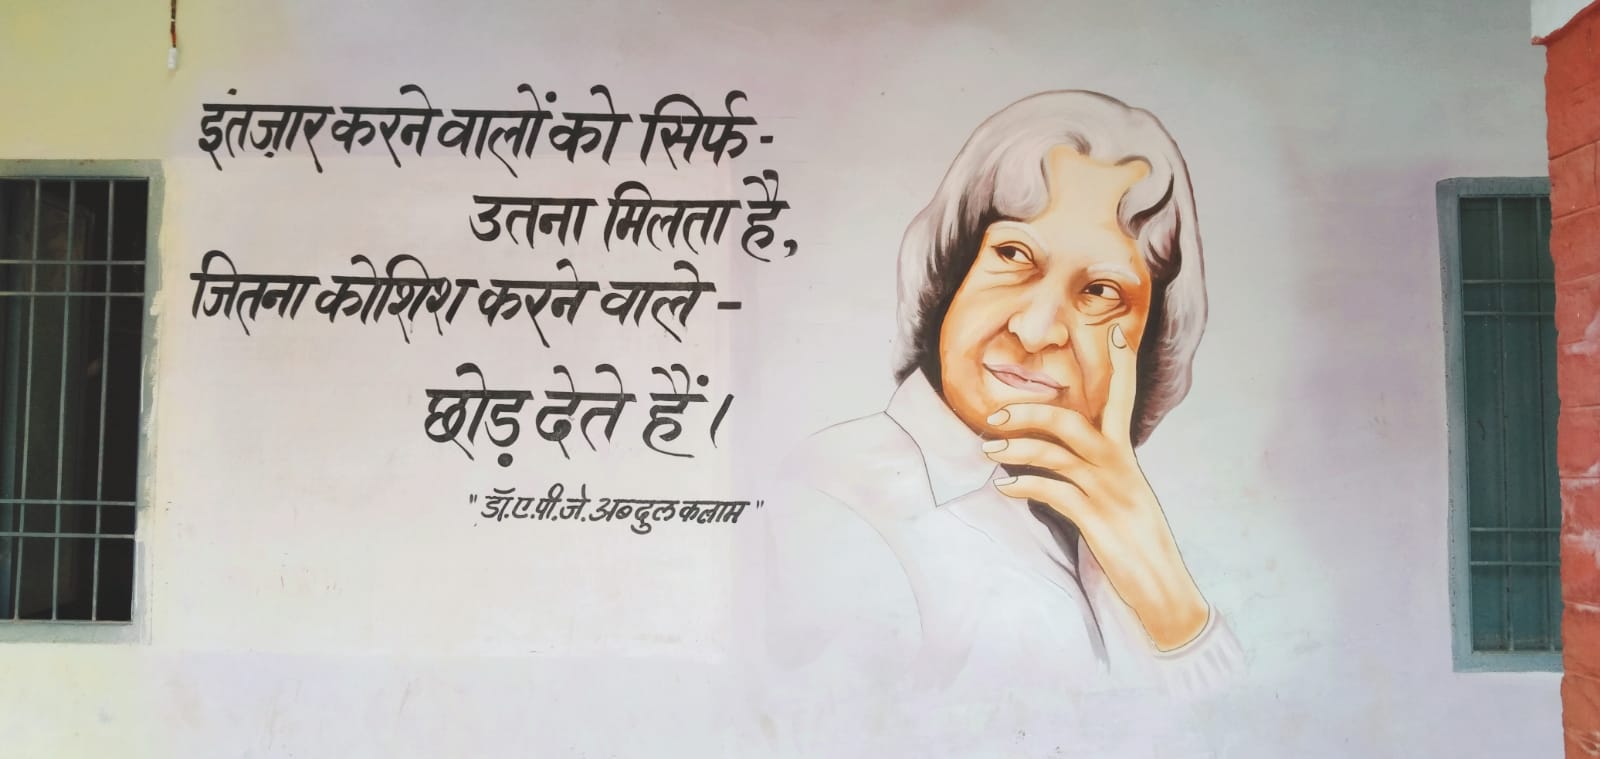 इंतज़ार करने वालों को सिर्फ -
उतना मिलता है,
जितना कोशिश करने वाले -
छोड़ देते हैं।
"डॉ.ए.पी.जे.अब्दुल कलाम"